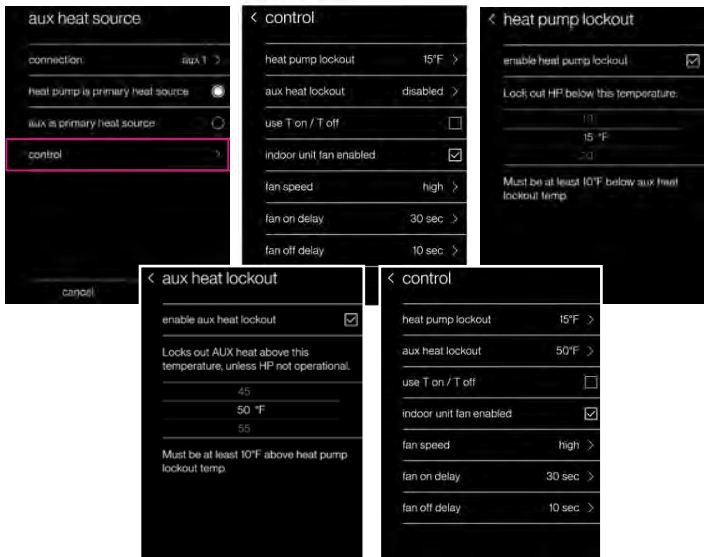 aux heat source
connection aux 1 >
heat pump is primary heat source
aux is primary heat source
control >
cancel
< control
heat pump lockout 15°F >
aux heat lockout disabled >
use T on / T off
indoor unit fan enabled
fan speed high >
fan on delay 30 sec >
fan off delay 10 sec >
< heat pump lockout
enable heat pump lockout
Lock out HP below this temperature:
10
15 °F
20
Must be at least 10°F below aux heat
lockout temp.
< aux heat lockout
enable aux heat lockout
Locks out AUX heat above this
temperature, unless HP not operational.
45
50 °F
55
Must be at least 10°F above heat pump
lockout temp.
< control
heat pump lockout 15°F >
aux heat lockout 50°F >
use T on / T off
indoor unit fan enabled
fan speed high >
fan on delay 30 sec >
fan off delay 10 sec >